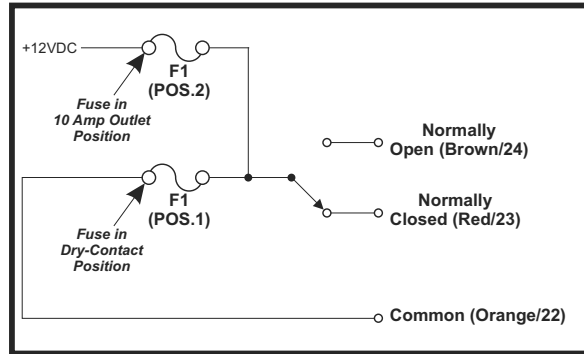 +12VDC
F1
(POS.2)
Fuse in
10 Amp Outlet
Position
Normally
Open (Brown/24)
F1
(POS.1)
Normally
Closed (Red/23)
Fuse in
Dry-Contact
Position
Common (Orange/22)